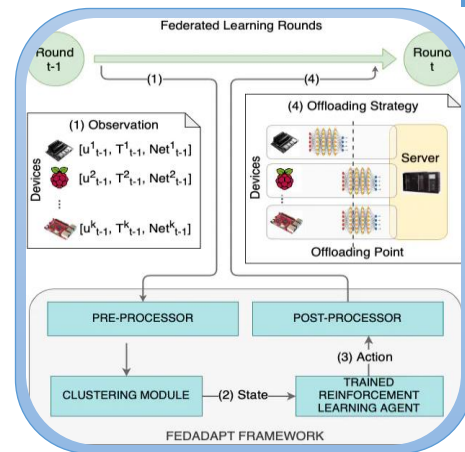 Federated Learning Rounds
Round
t-1
Round
t
(1)
(4)
(1) Observation
Devices
[u¹ₜ₋₁, T¹ₜ₋₁, Net¹ₜ₋₁]
[u²ₜ₋₁, T²ₜ₋₁, Net²ₜ₋₁]
⋮
[uᵏₜ₋₁, Tᵏₜ₋₁, Netᵏₜ₋₁]
(4) Offloading Strategy
Devices
Server
⋮
Offloading Point
PRE-PROCESSOR
POST-PROCESSOR
(3) Action
CLUSTERING MODULE
(2) State
TRAINED
REINFORCEMENT
LEARNING AGENT
FEDADAPT FRAMEWORK